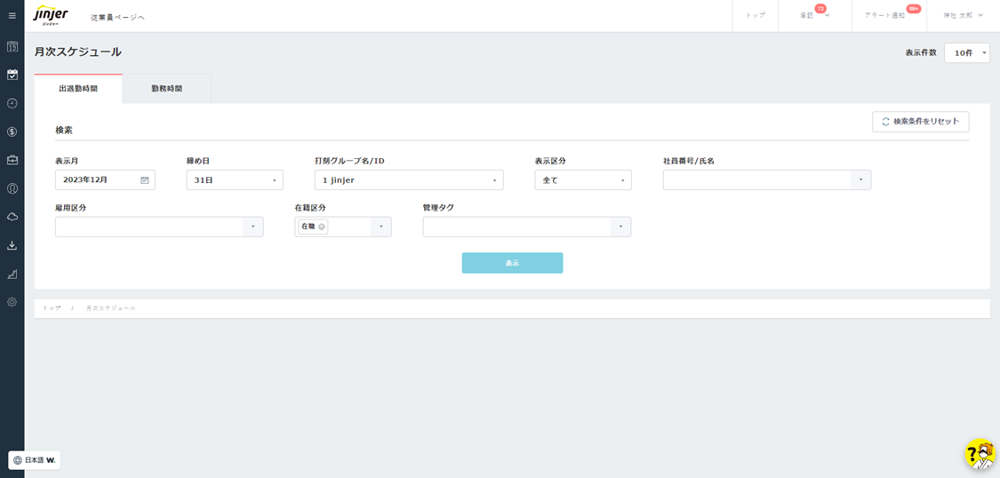 jinjer
ジンジャー
従業員ページへ
トップ
承認
73
アラート通知
99+
神社 太郎
19
月次スケジュール
表示件数
10件
出退勤時間
勤務時間
検索条件をリセット
検索
表示月
締め日
打刻グループ名/ID
表示区分
社員番号/氏名
2023年12月
31日
1 jinjer
全て
雇用区分
在籍区分
管理タグ
在職
表示
トップ / 月次スケジュール
日本語 W.
?